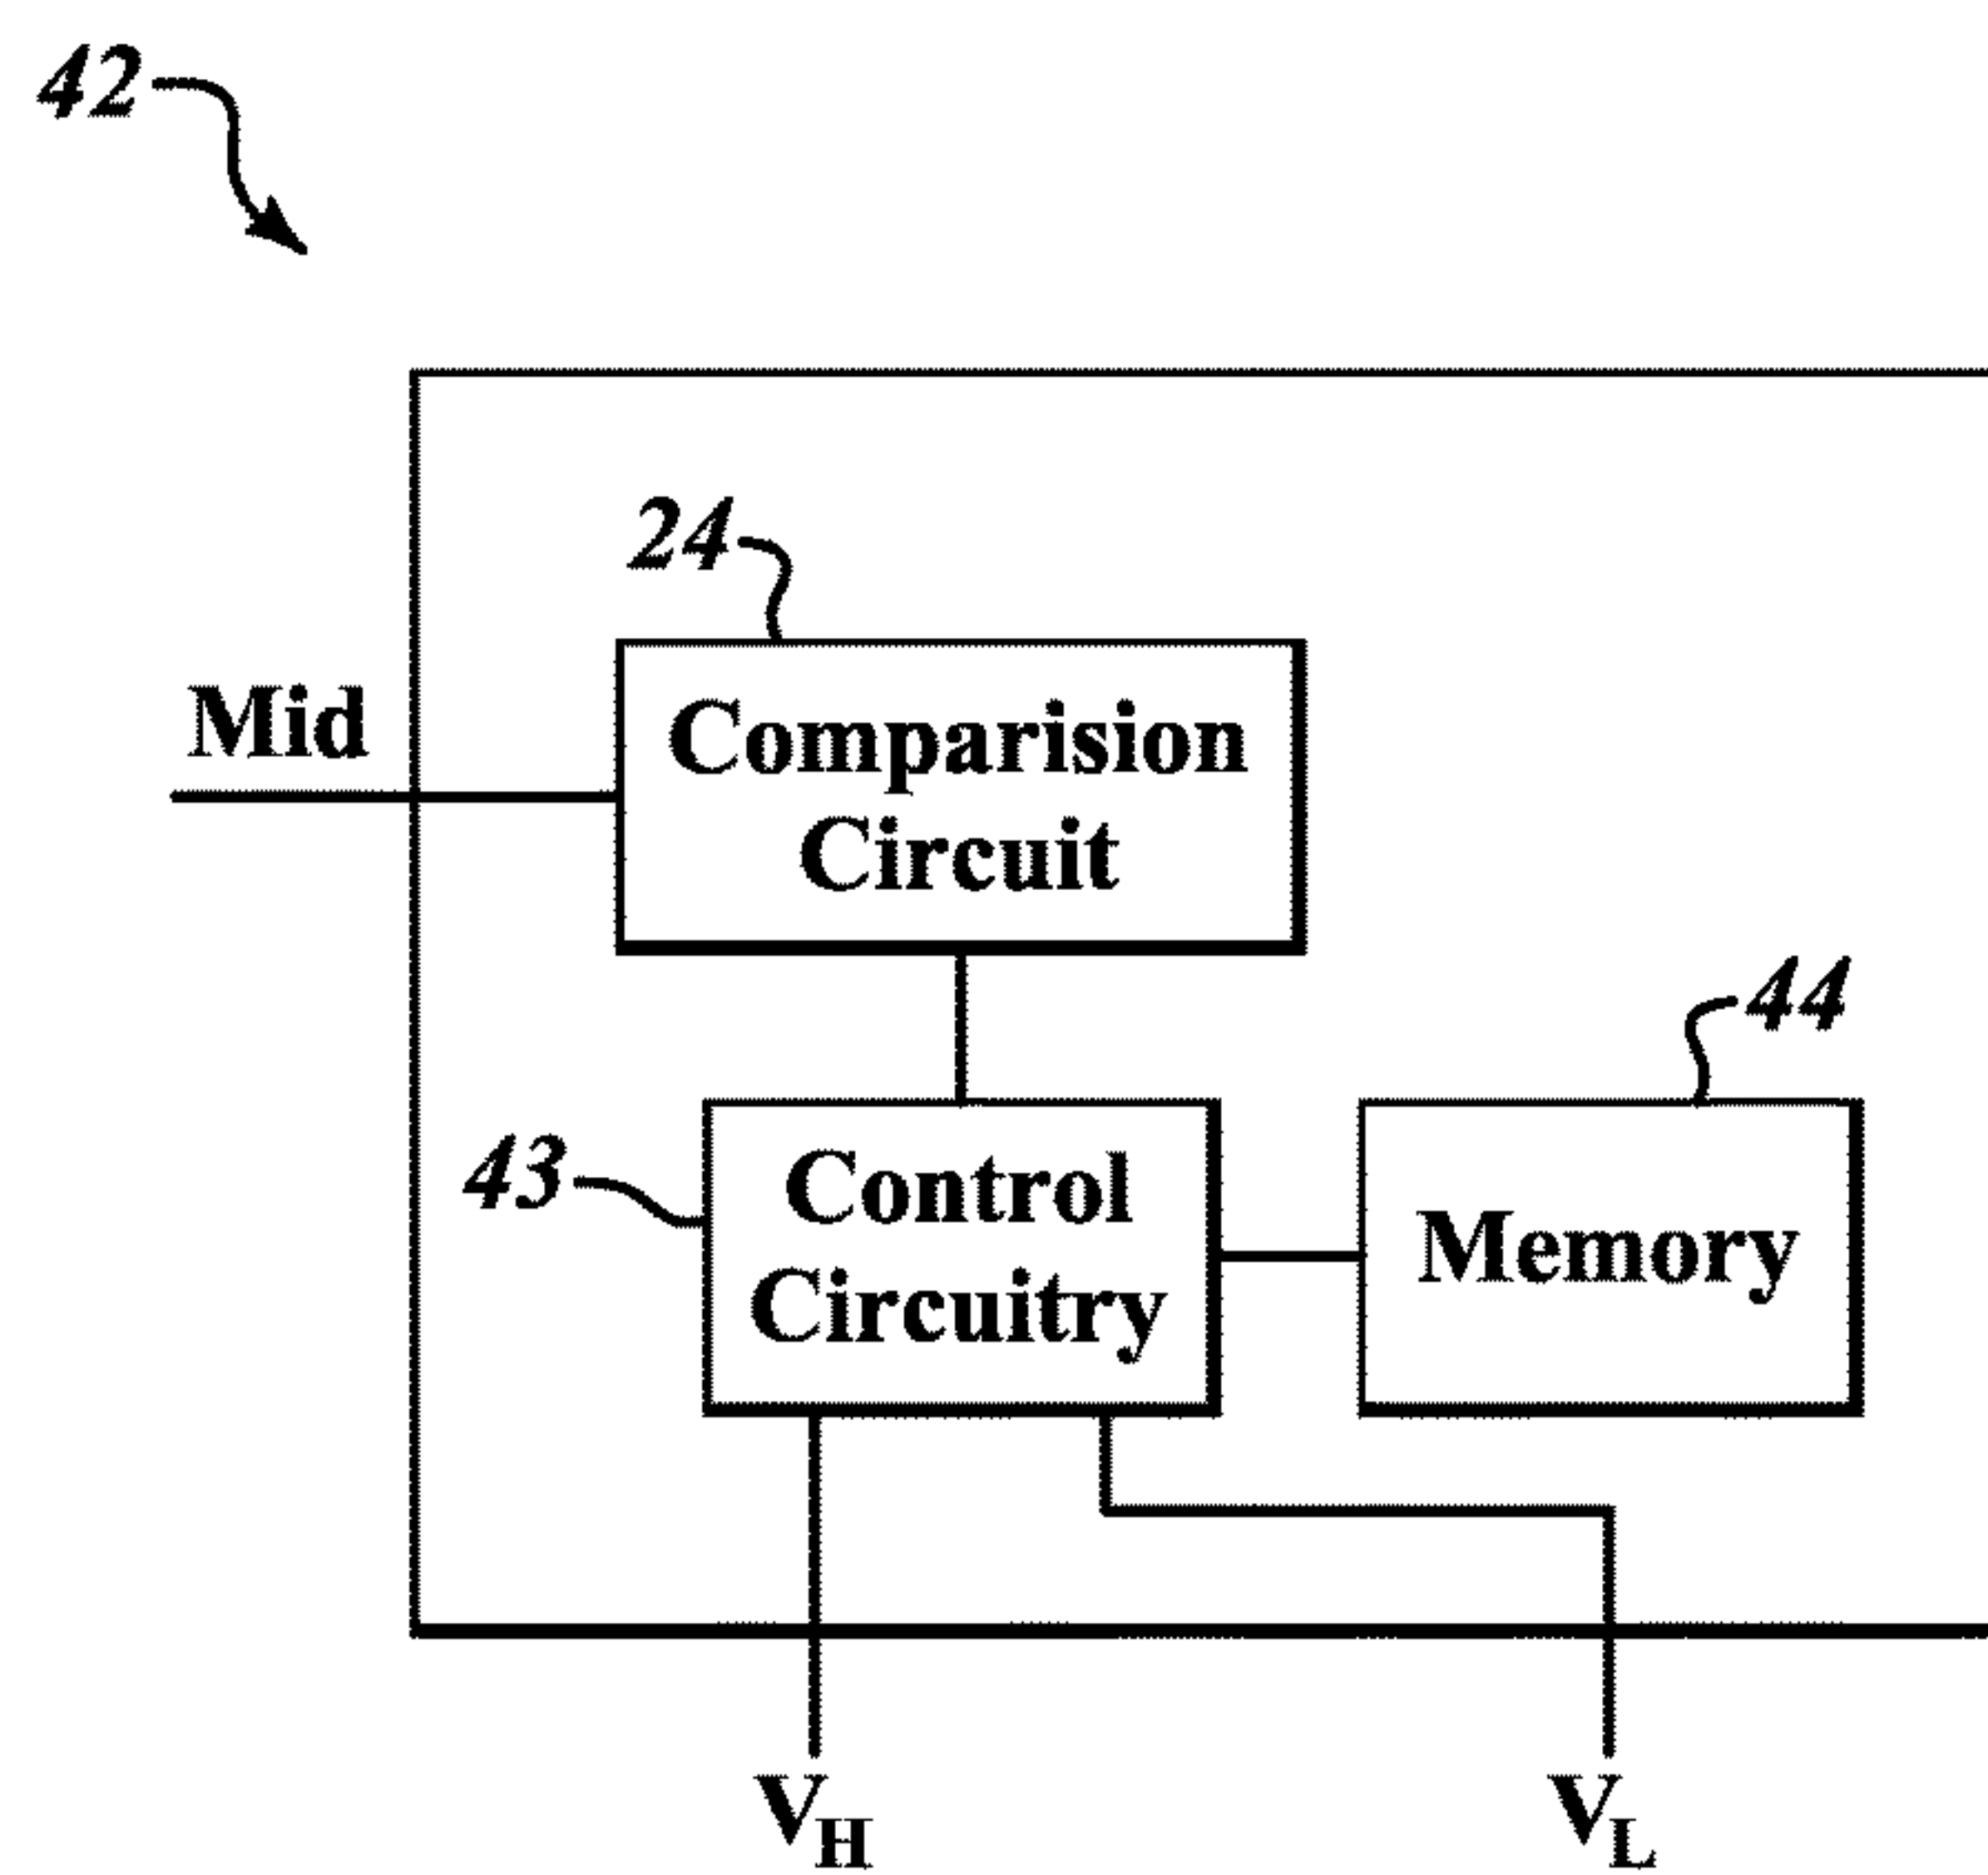 42
24
Mid
Comparision
Circuit
44
43
Control
Circuitry
Memory
VH
VL